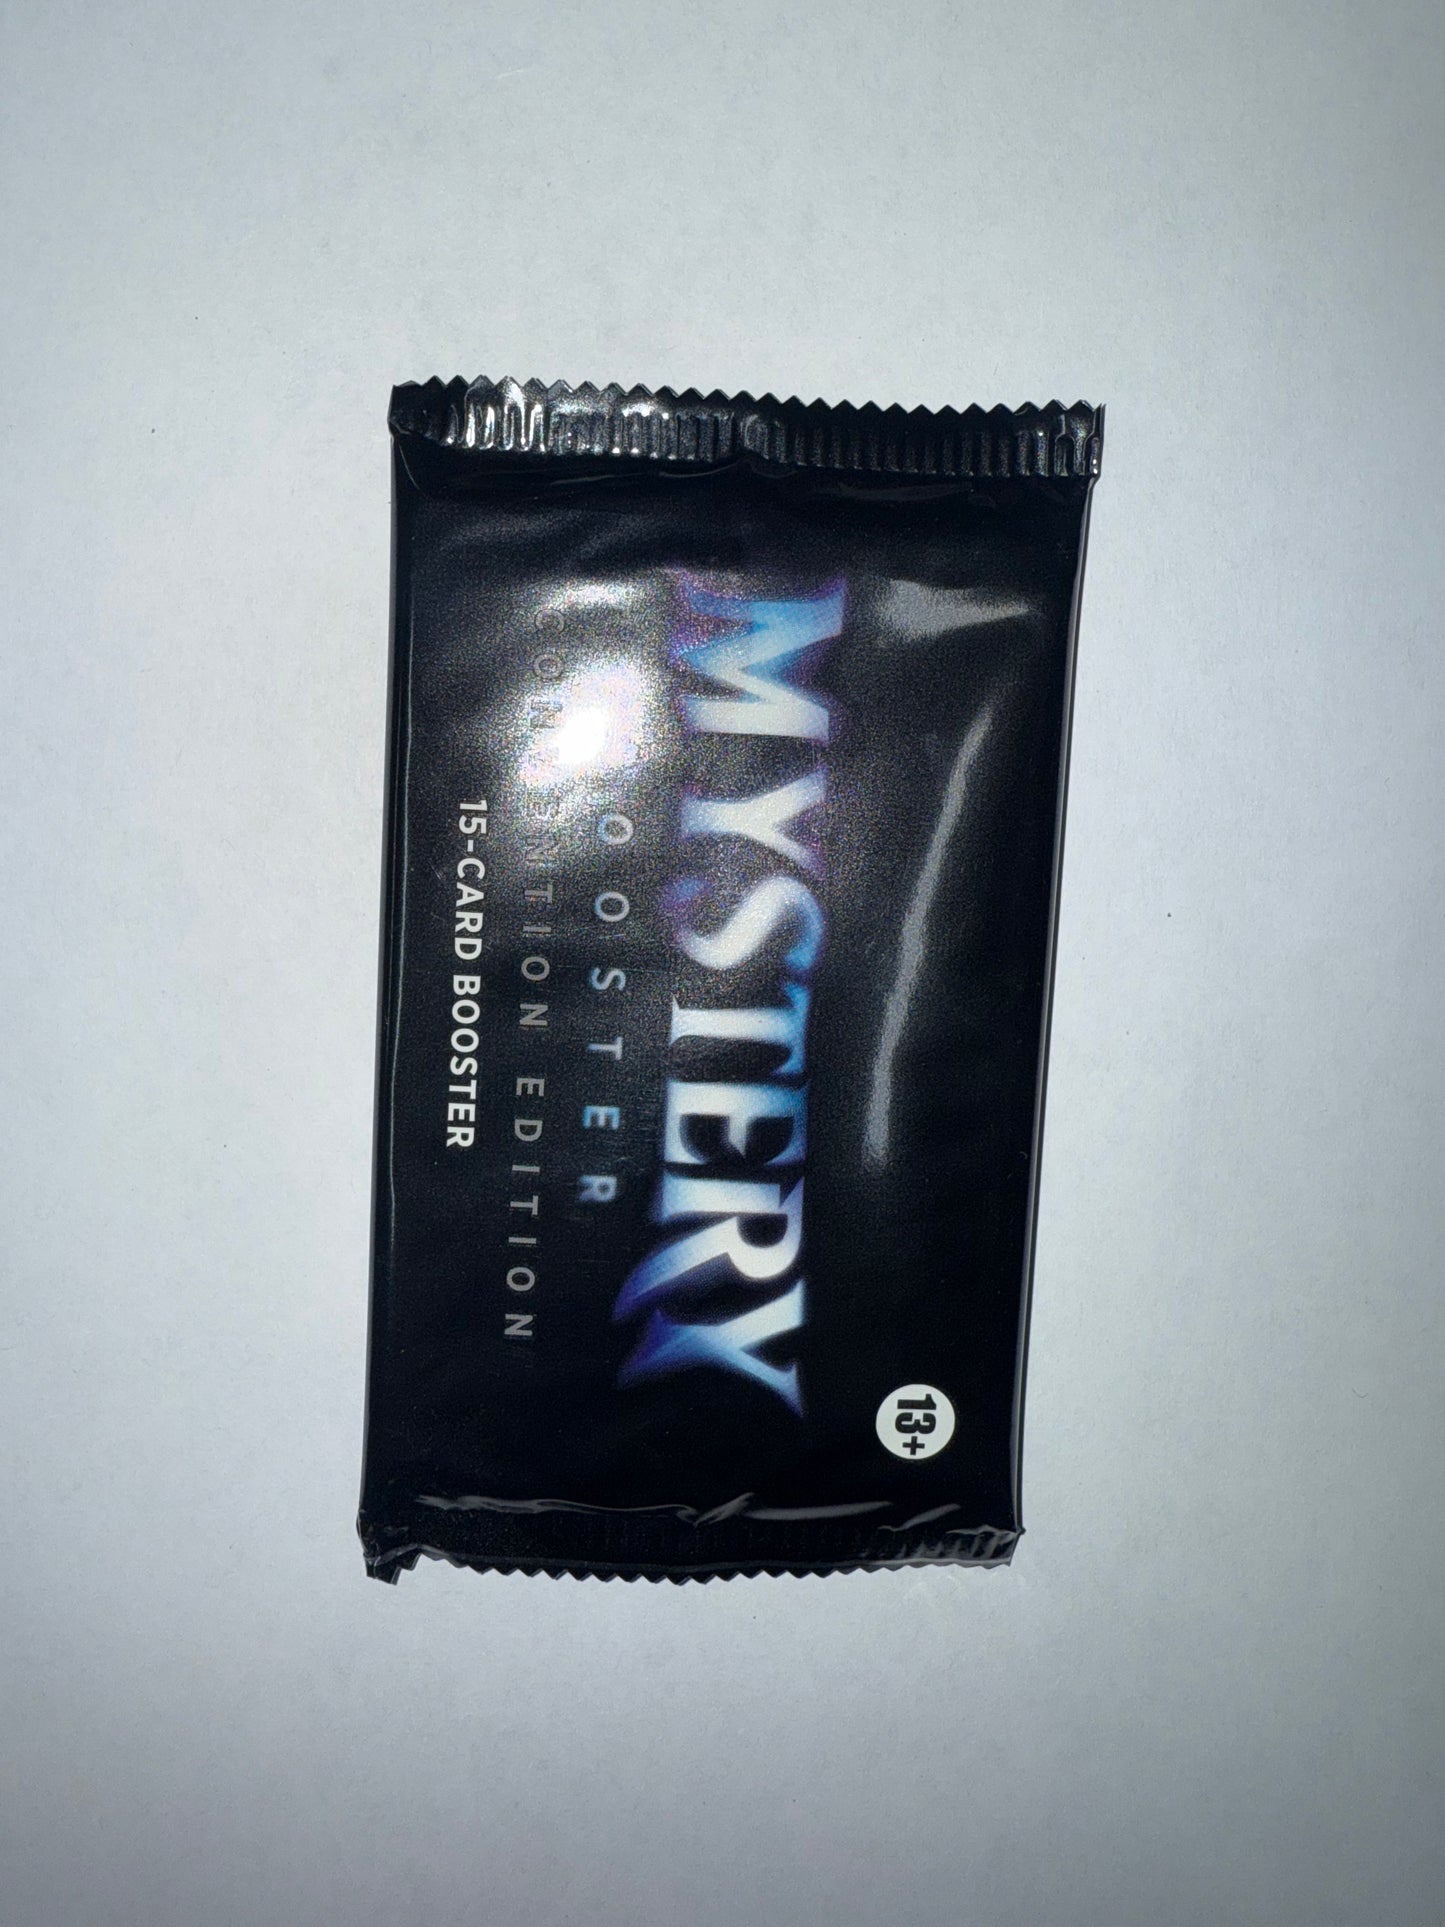 13+
MYSTERY
BOOSTER
CONVENTION EDITION
15-CARD BOOSTER